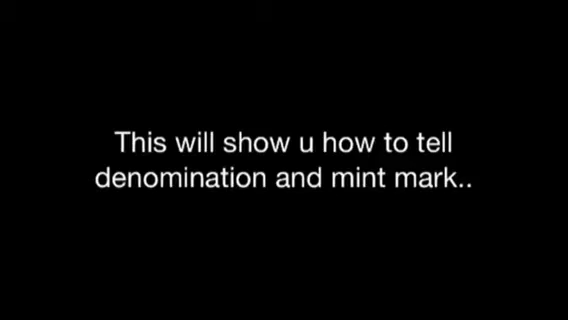 This will show u how to tell
denomination and mint mark..